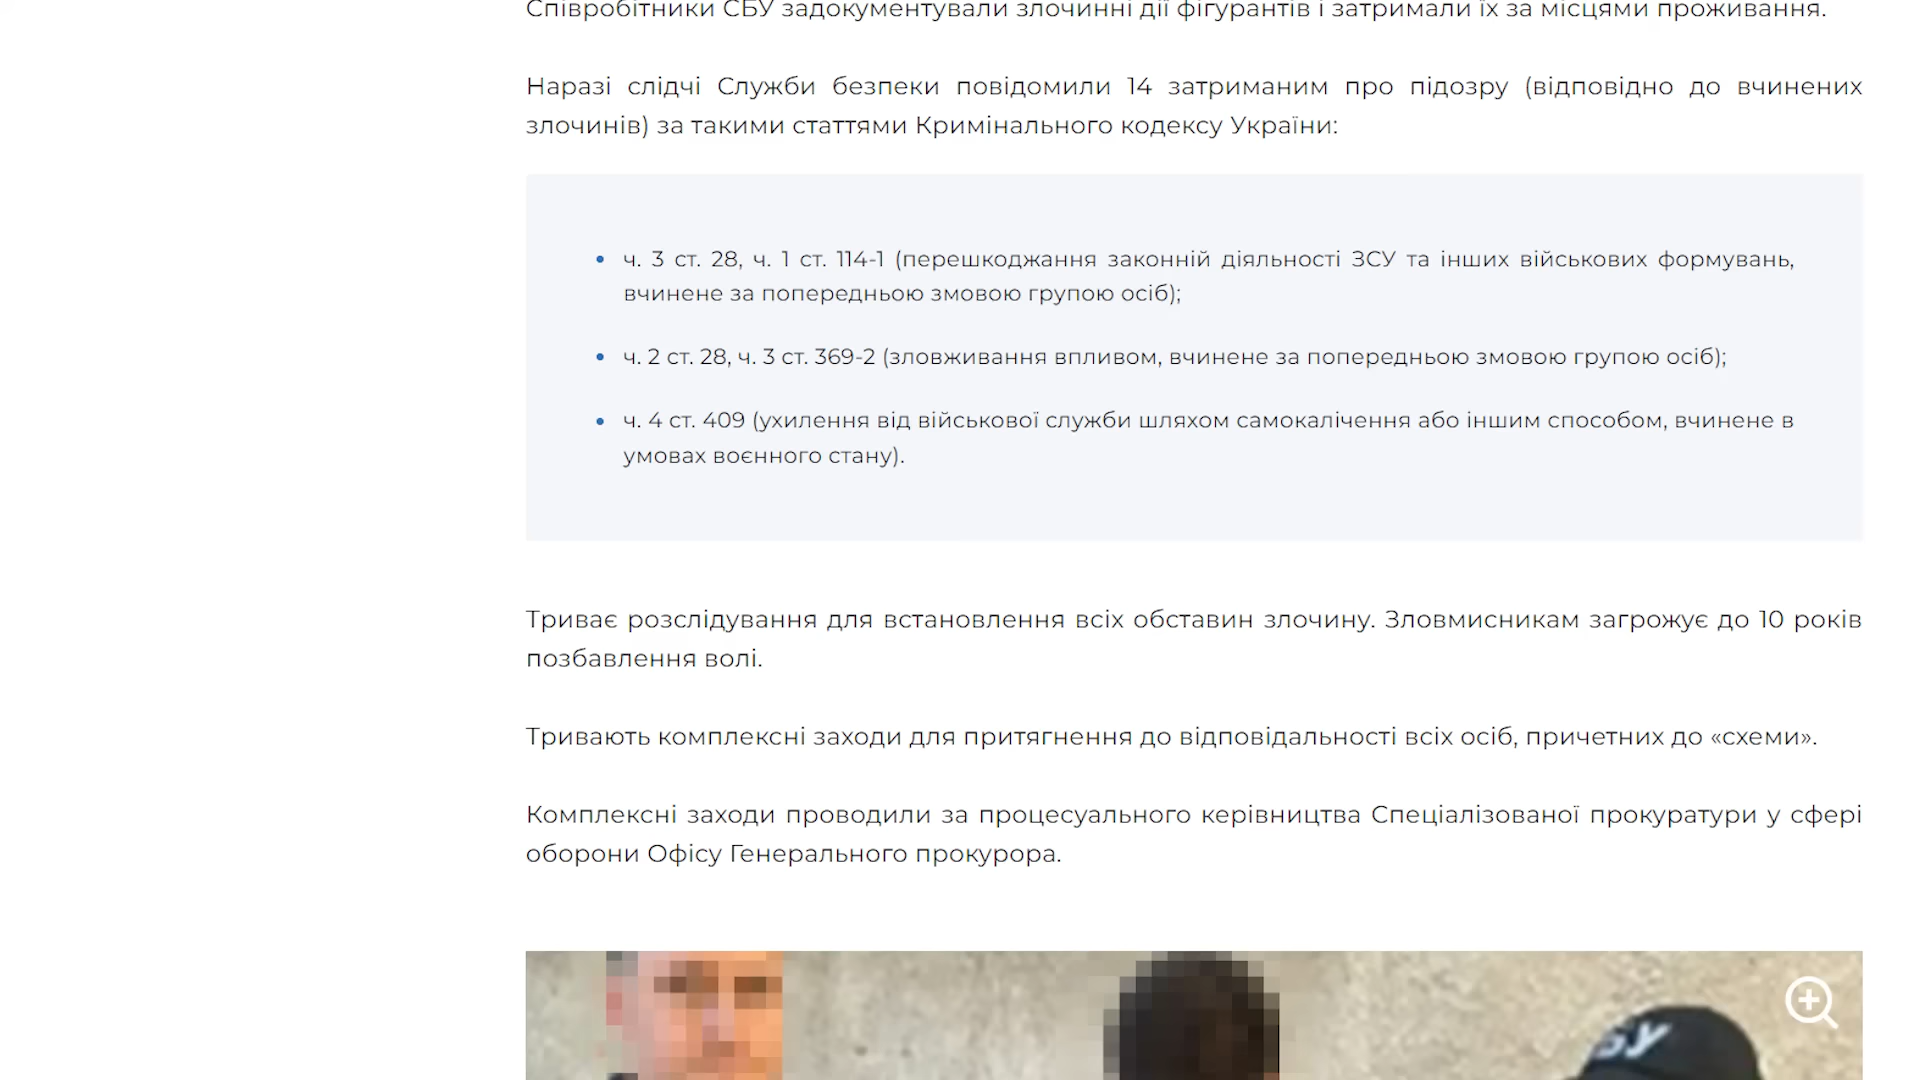 Співробітники СБУ задокументували злочинні дії фігурантів і затримали їх за місцями проживання.
Наразі слідчі Служби безпеки повідомили 14 затриманим про підозру (відповідно до вчинених
злочинів) за такими статтями Кримінального кодексу України:
• ч. 3 ст. 28, ч. 1 ст. 114-1 (перешкоджання законній діяльності ЗСУ та інших військових формувань,
вчинене за попередньою змовою групою осіб);
• ч. 2 ст. 28, ч. 3 ст. 369-2 (зловживання впливом, вчинене за попередньою змовою групою осіб);
• ч. 4 ст. 409 (ухилення від військової служби шляхом самокалічення або іншим способом, вчинене в
умовах воєнного стану).
Триває розслідування для встановлення всіх обставин злочину. Зловмисникам загрожує до 10 років
позбавлення волі.
Тривають комплексні заходи для притягнення до відповідальності всіх осіб, причетних до «схеми».
Комплексні заходи проводили за процесуального керівництва Спеціалізованої прокуратури у сфері
оборони Офісу Генерального прокурора.